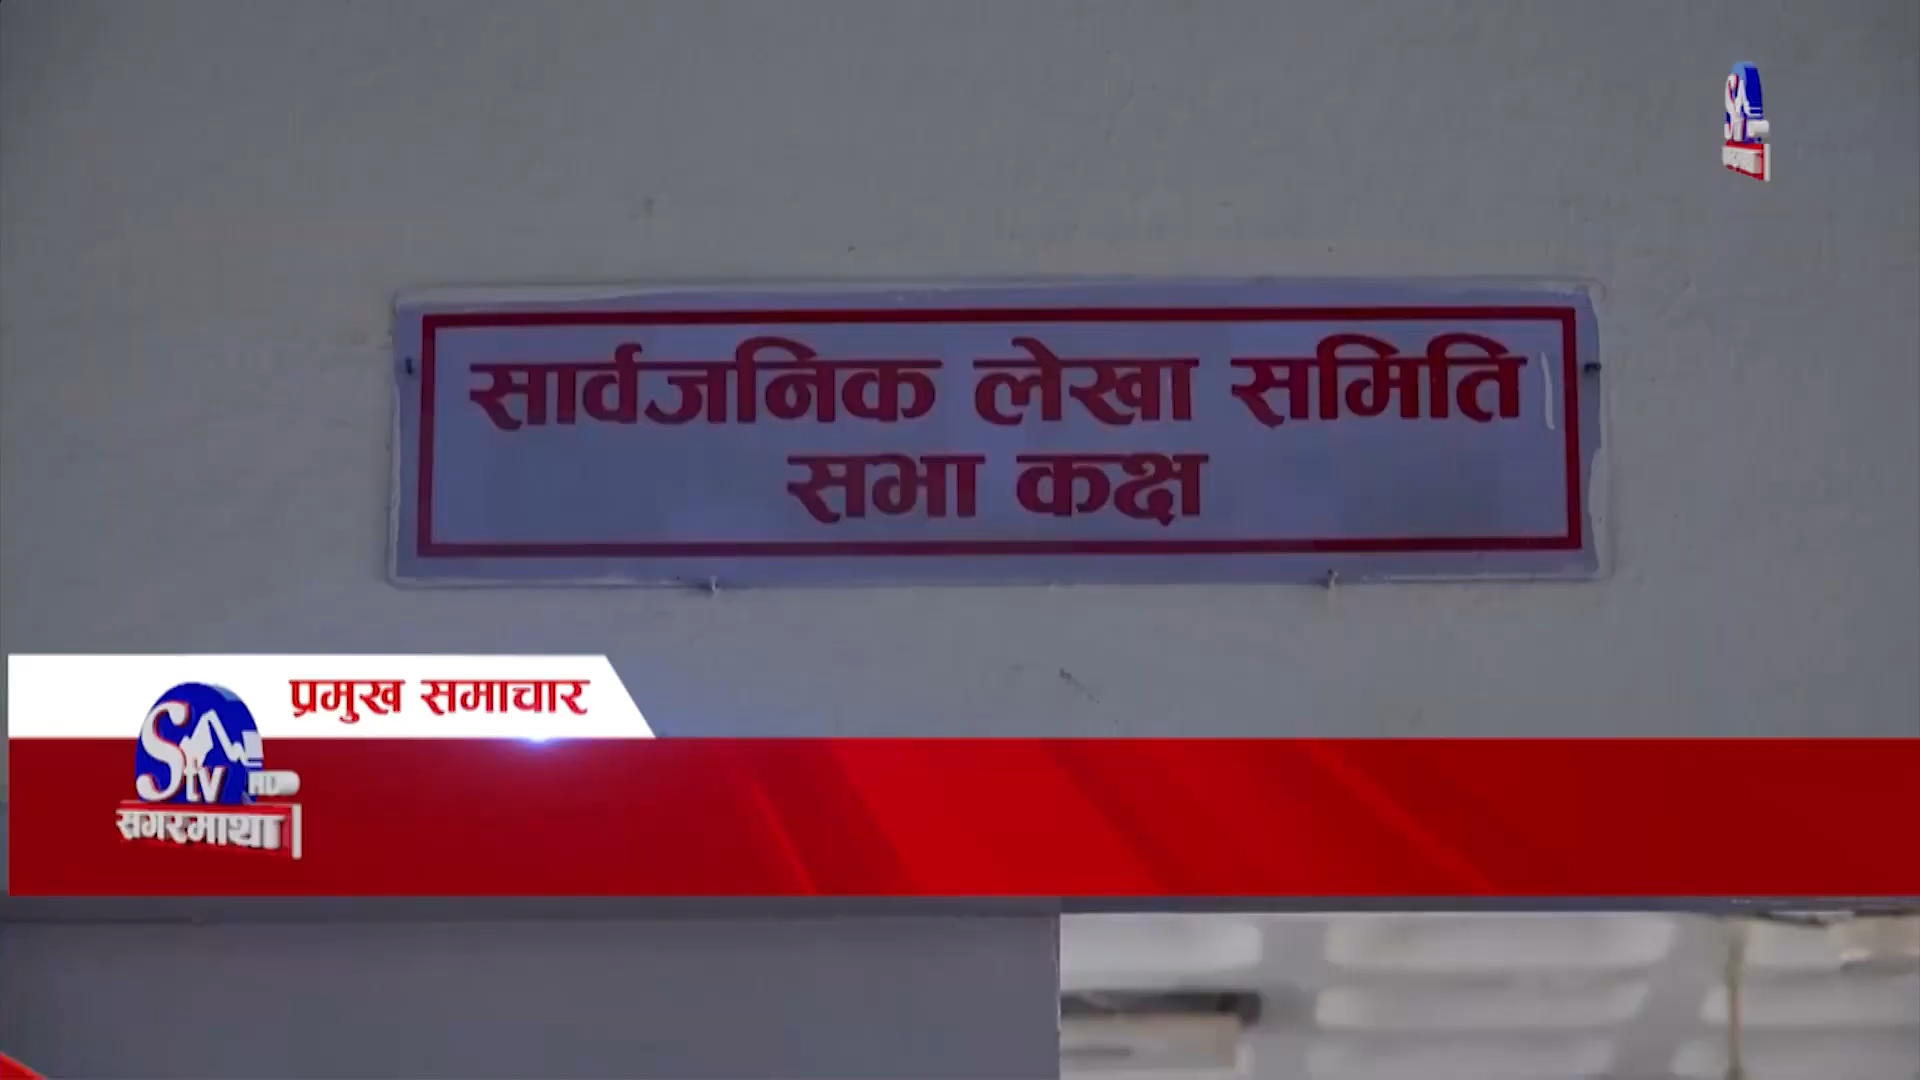 सार्वजनिक लेखा समिति
सभा कक्ष
प्रमुख समाचार
Stv HD
सगरमाथा